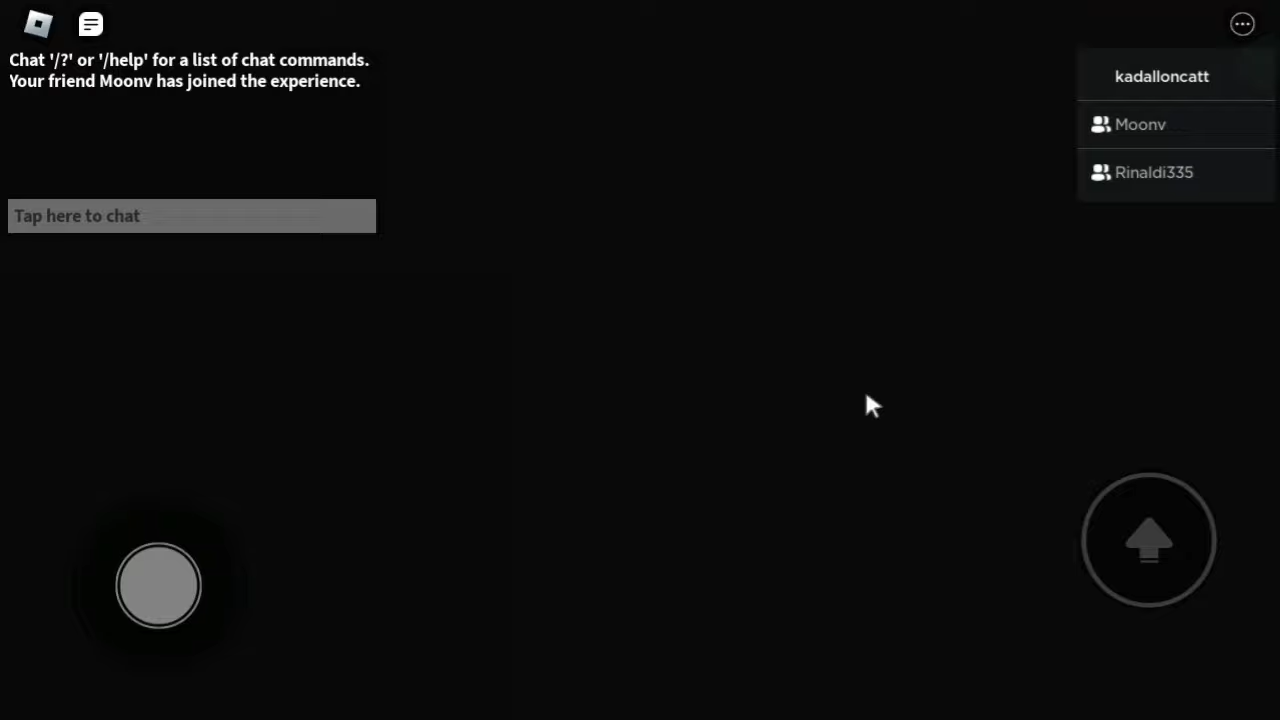 Chat '/?' or '/help' for a list of chat commands.
Your friend Moonv has joined the experience.
Tap here to chat
kadalloncatt
Moonv
Rinaldi335